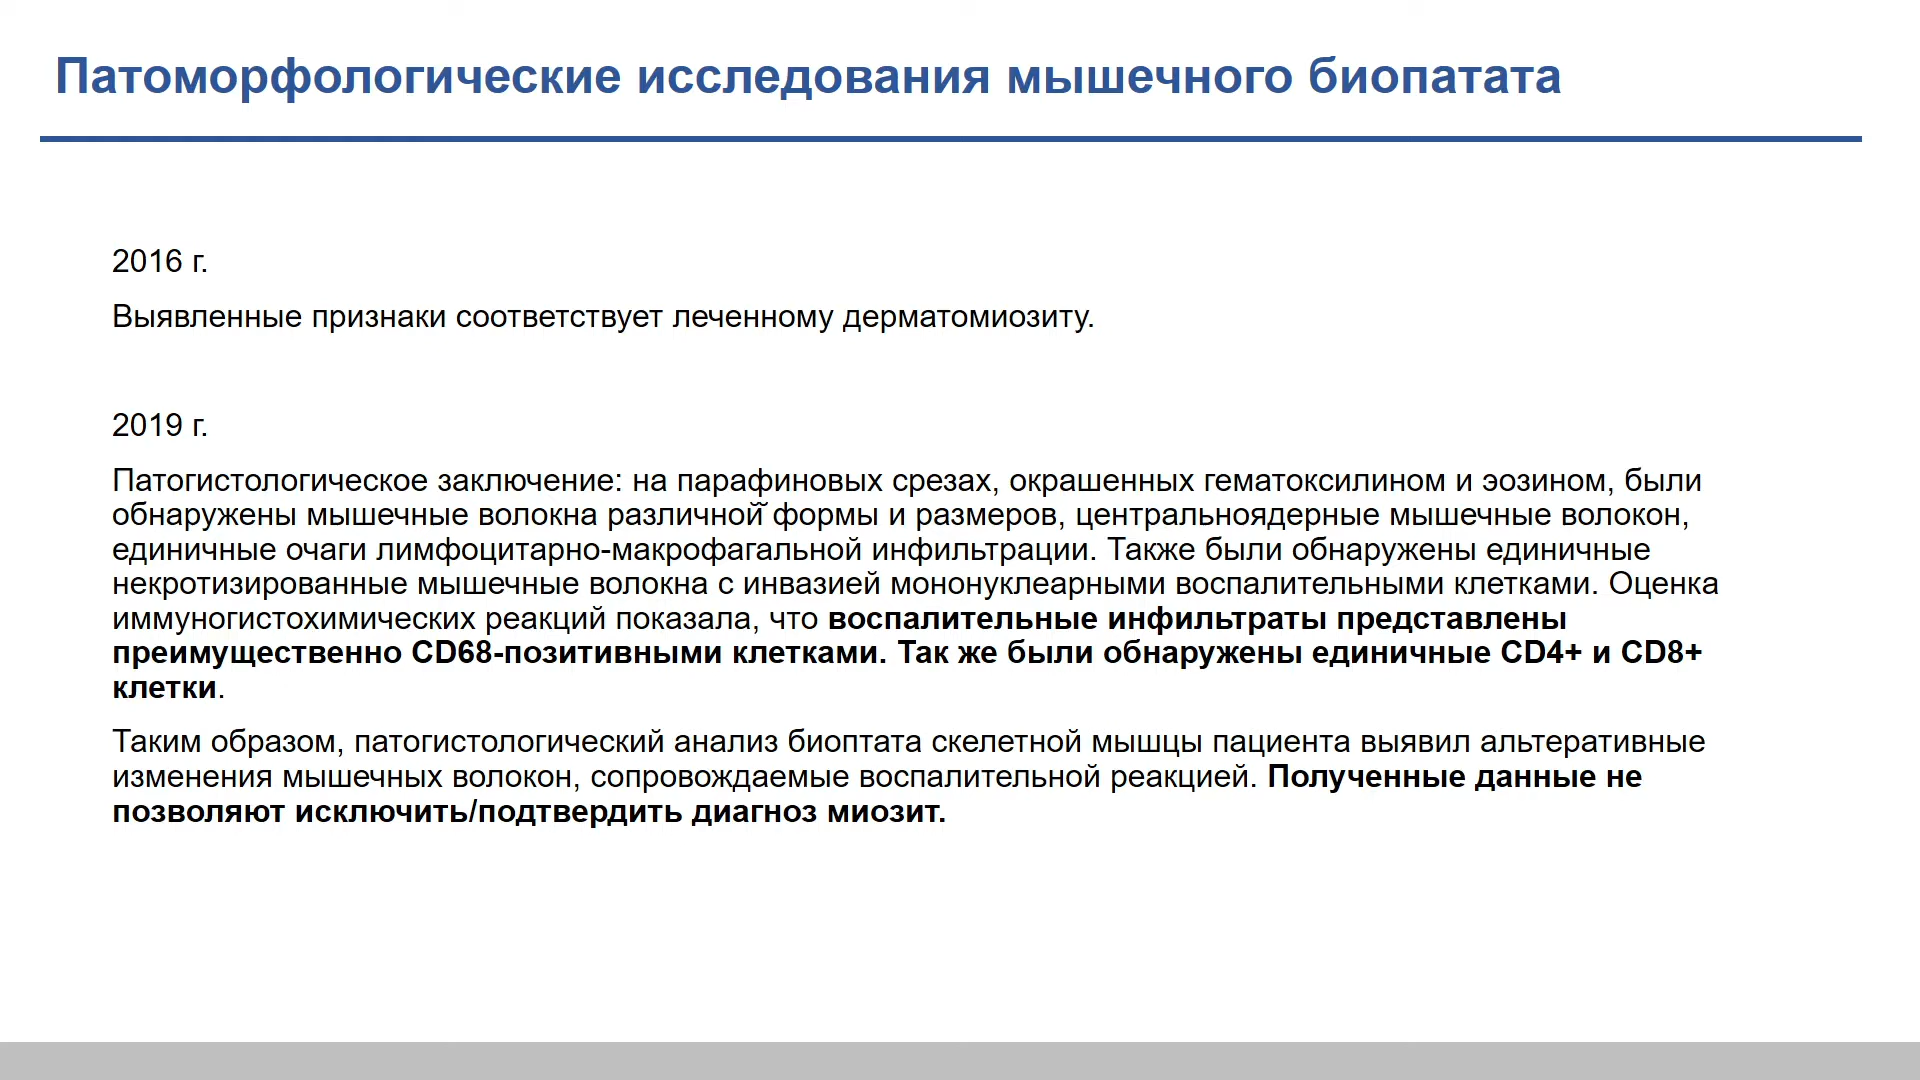 Патоморфологические исследования мышечного биопатата
2016 г.
Выявленные признаки соответствует леченному дерматомиозиту.
2019 г.
Патогистологическое заключение: на парафиновых срезах, окрашенных гематоксилином и эозином, были
обнаружены мышечные волокна различной формы и размеров, центральноядерные мышечные волокон,
единичные очаги лимфоцитарно-макрофагальной инфильтрации. Также были обнаружены единичные
некротизированные мышечные волокна с инвазией мононуклеарными воспалительными клетками. Оценка
иммуногистохимических реакций показала, что воспалительные инфильтраты представлены
преимущественно CD68-позитивными клетками. Так же были обнаружены единичные CD4+ и CD8+
клетки.
Таким образом, патогистологический анализ биоптата скелетной мышцы пациента выявил альтеративные
изменения мышечных волокон, сопровождаемые воспалительной реакцией. Полученные данные не
позволяют исключить/подтвердить диагноз миозит.